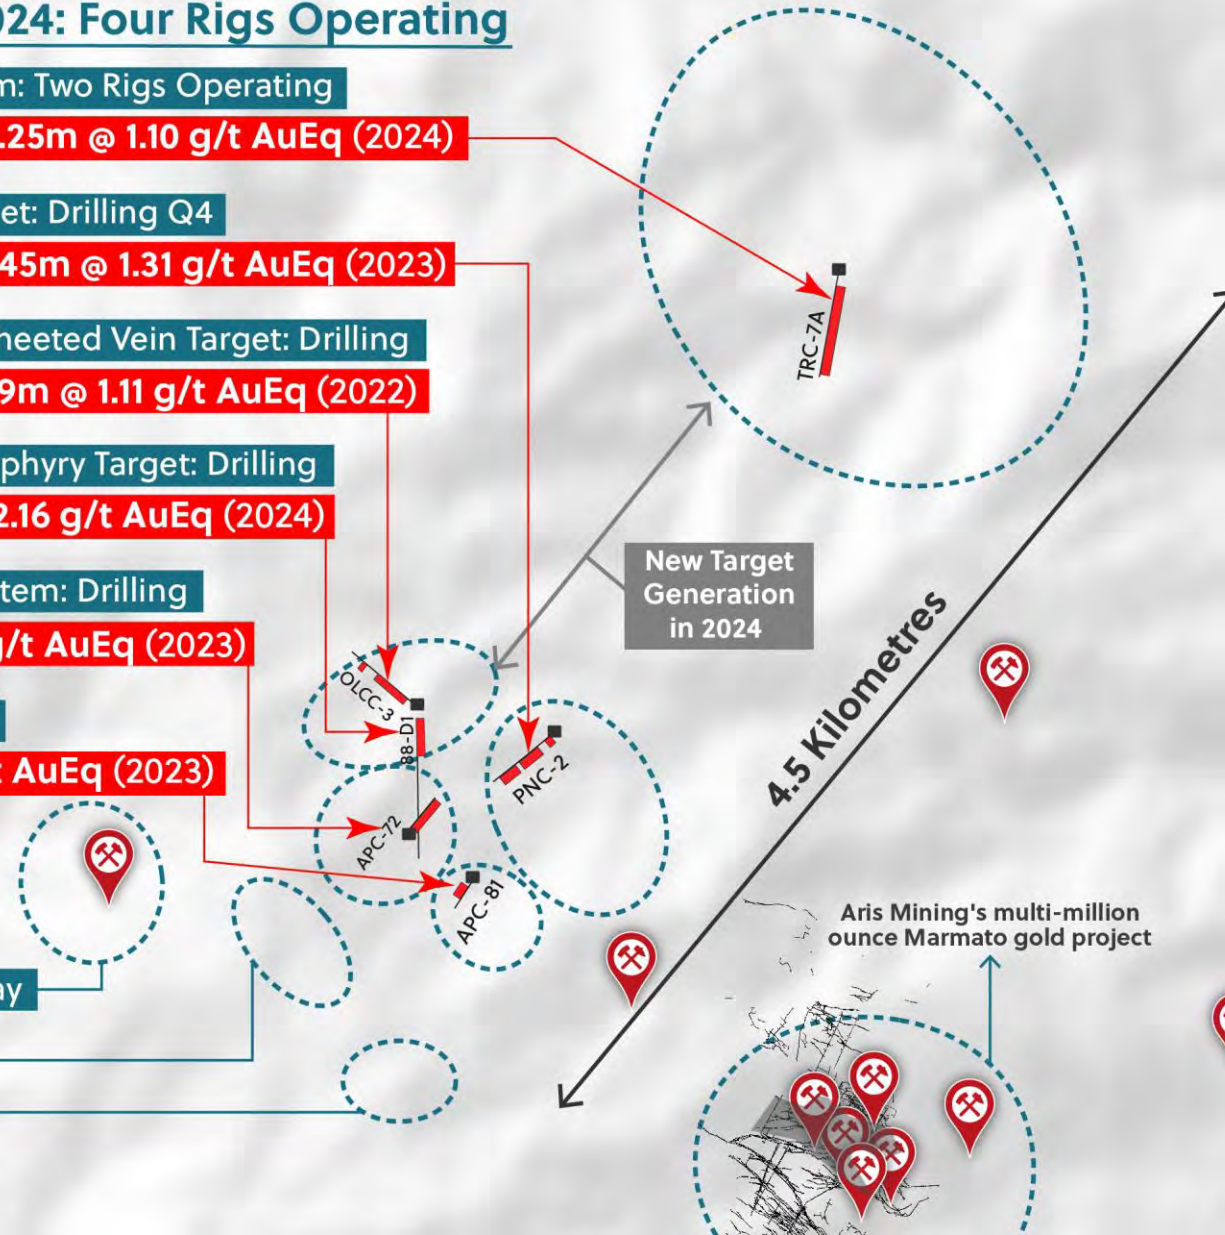 024: Four Rigs Operating
m: Two Rigs Operating
.25m @ 1.10 g/t AuEq (2024)
et: Drilling Q4
45m @ 1.31 g/t AuEq (2023)
heeted Vein Target: Drilling
9m @ 1.11 g/t AuEq (2022)
phyry Target: Drilling
2.16 g/t AuEq (2024)
tem: Drilling
g/t AuEq (2023)
t AuEq (2023)
ay
TRC-7A
New Target
Generation
in 2024
4.5 Kilometres
OLCC-3
88-D1
PNC-2
APC-72
APC-81
Aris Mining's multi-million
ounce Marmato gold project